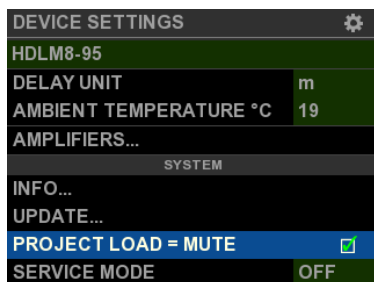 DEVICE SETTINGS
HDLM8-95
DELAY UNIT m
AMBIENT TEMPERATURE °C 19
AMPLIFIERS...
SYSTEM
INFO...
UPDATE...
PROJECT LOAD = MUTE
SERVICE MODE OFF